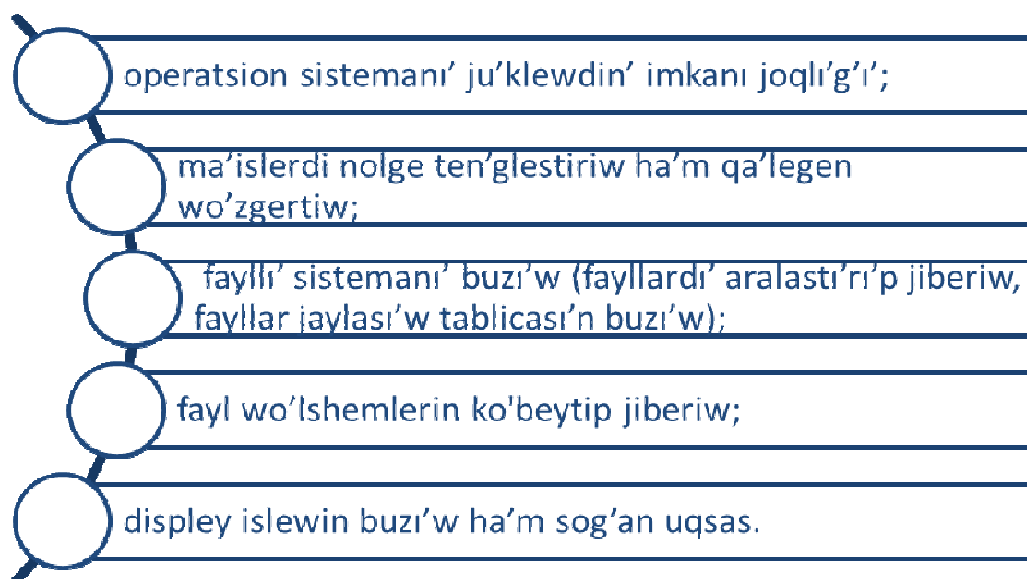 operatsion sistemanı’ ju’klewdin’ imkanı joqlı’g’ı’;
ma’islerdi nolge ten’glestiriw ha’m qa’legen
wo’zgertiw;
fayllı’ sistemanı’ buzı’w (fayllardı’ aralastı’rı’p jiberiw,
fayllar jaylası’w tablicası’n buzı’w);
fayl wo’lshemlerin ko'beytip jiberiw;
displey islewin buzı’w ha’m sog’an uqsas.